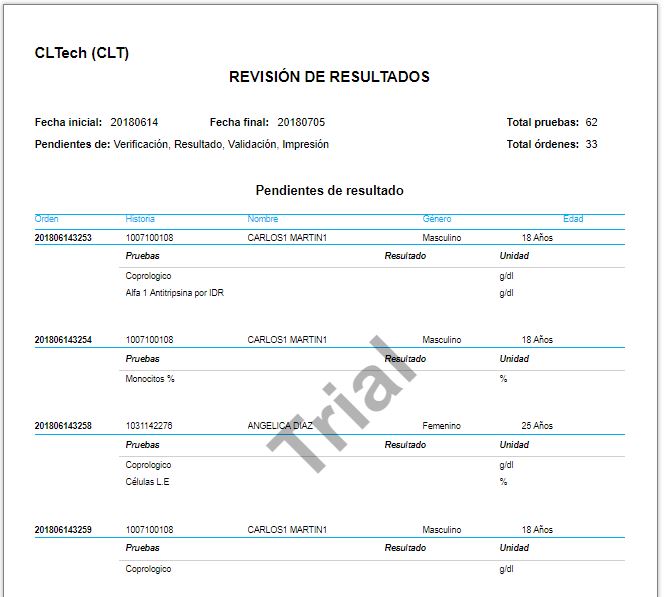 CLTech (CLT)
REVISIÓN DE RESULTADOS
Fecha inicial: 20180614 Fecha final: 20180705 Total pruebas: 62
Pendientes de: Verificación, Resultado, Validación, Impresión Total órdenes: 33
Pendientes de resultado
Orden Historia Nombre Género Edad
201806143253 1007100108 CARLOS1 MARTIN1 Masculino 18 Años
Pruebas Resultado Unidad
Coprologico g/dl
Alfa 1 Antitripsina por IDR g/dl
201806143254 1007100108 CARLOS1 MARTIN1 Masculino 18 Años
Pruebas Resultado Unidad
Monocitos % %
201806143258 1031142276 ANGELICA DIAZ Femenino 25 Años
Pruebas Resultado Unidad
Coprologico g/dl
Células L.E %
201806143259 1007100108 CARLOS1 MARTIN1 Masculino 18 Años
Pruebas Resultado Unidad
Coprologico g/dl
Trial